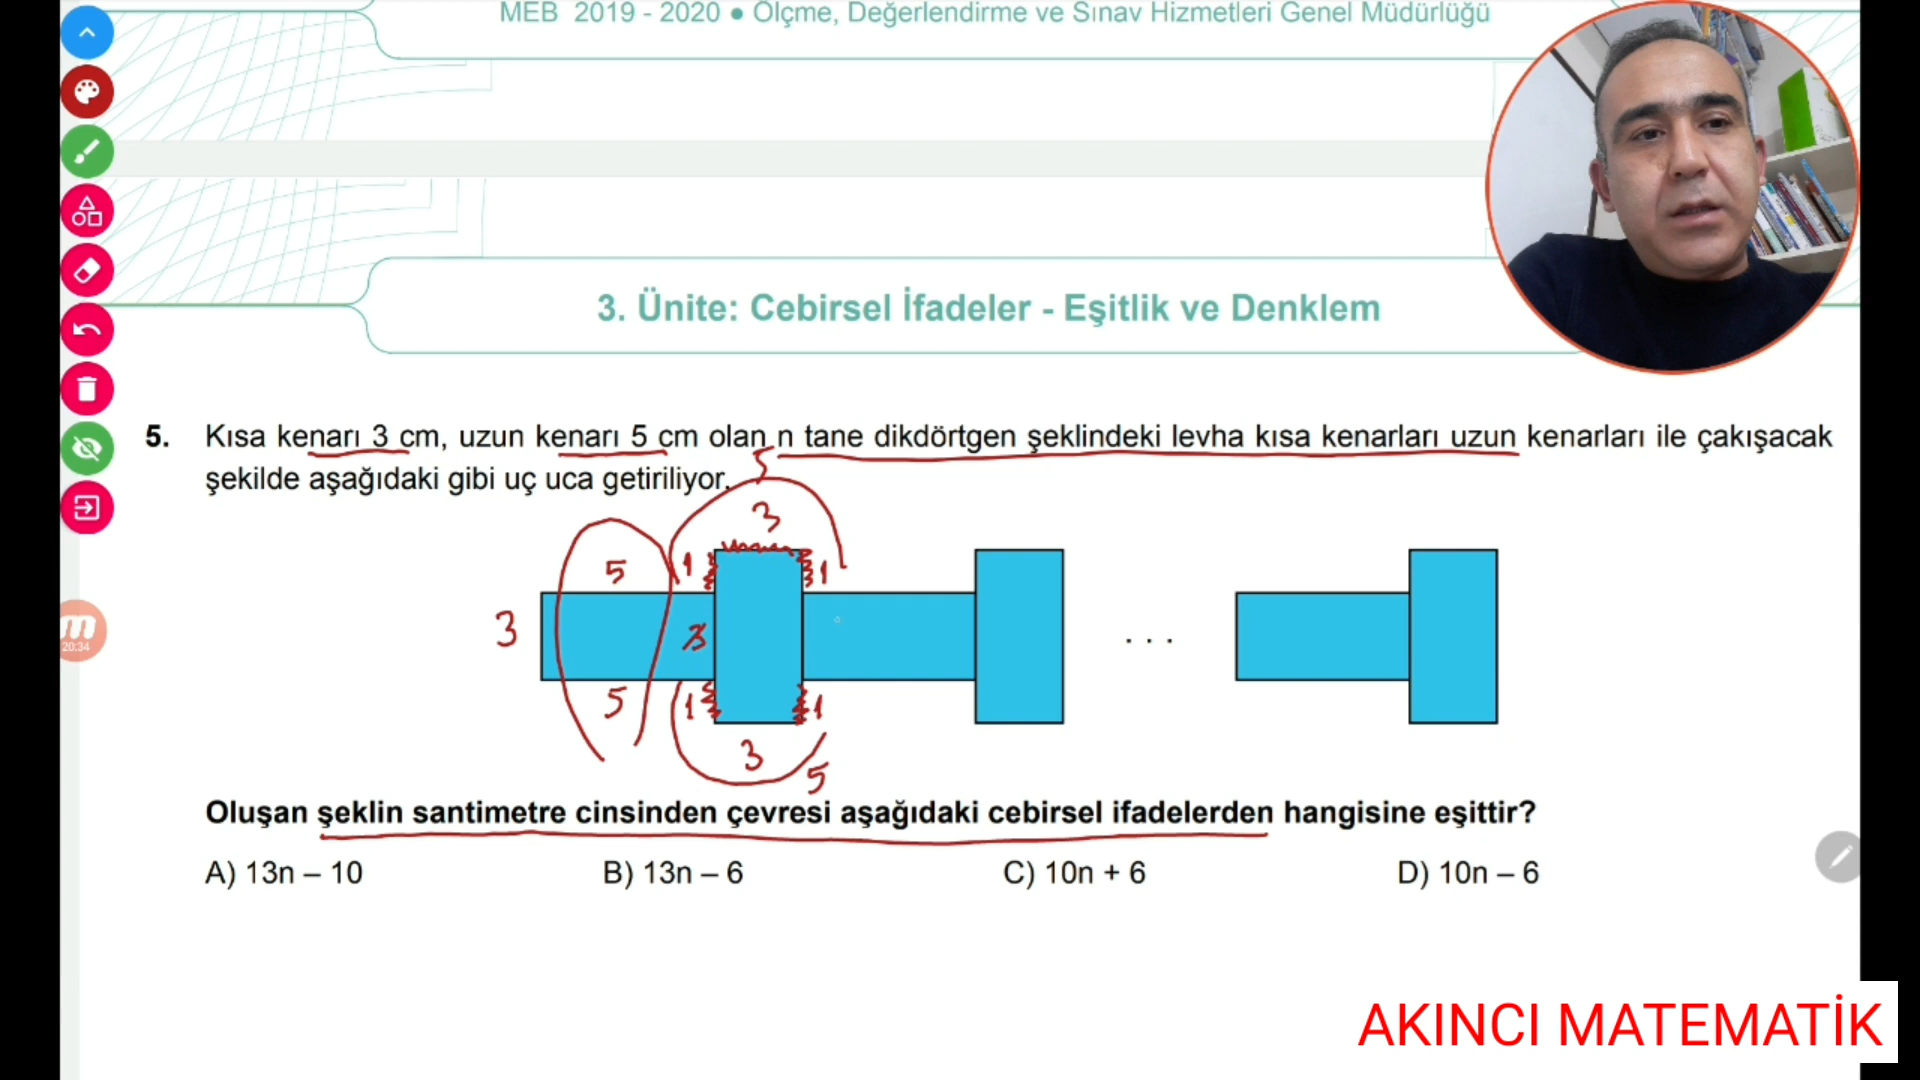 MEB 2019 - 2020 ● Ölçme, Değerlendirme ve Sınav Hizmetleri Genel Müdürlüğü
3. Ünite: Cebirsel İfadeler - Eşitlik ve Denklem
5. Kısa kenarı 3 cm, uzun kenarı 5 cm olan n tane dikdörtgen şeklindeki levha kısa kenarları uzun kenarları ile çakışacak
şekilde aşağıdaki gibi uç uca getiriliyor.
5
3
5 1 1
3 3 . . .
5 1 1
3 5
m
20:34
Oluşan şeklin santimetre cinsinden çevresi aşağıdaki cebirsel ifadelerden hangisine eşittir?
A) 13n – 10 B) 13n – 6 C) 10n + 6 D) 10n – 6
AKINCI MATEMATİK